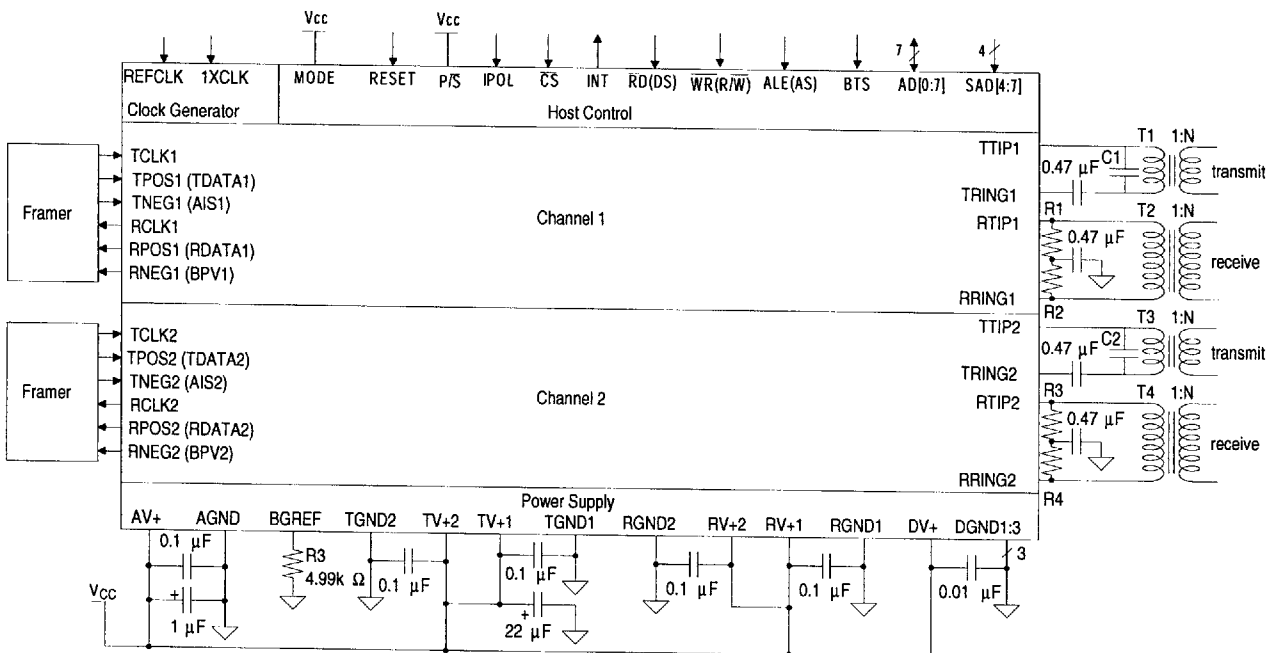 Vcc
Vcc
7
4
REFCLK 1XCLK
MODE RESET P/S̅ IPOL C̅S̅ INT R̅D̅(DS) W̅R̅(R/W̅) ALE(AS) BTS AD[0:7] SAD[4:7]
Clock Generator
Host Control
Framer
TCLK1
TPOS1 (TDATA1)
TNEG1 (AIS1)
RCLK1
RPOS1 (RDATA1)
RNEG1 (BPV1)
Channel 1
TTIP1
TRING1
RTIP1
RRING1
T1 1:N
0.47 µF
C1
transmit
R1
T2 1:N
0.47 µF
receive
R2
Framer
TCLK2
TPOS2 (TDATA2)
TNEG2 (AIS2)
RCLK2
RPOS2 (RDATA2)
RNEG2 (BPV2)
Channel 2
TTIP2
TRING2
RTIP2
RRING2
T3 1:N
0.47 µF
C2
transmit
R3
T4 1:N
0.47 µF
receive
R4
Power Supply
AV+ AGND BGREF TGND2 TV+2 TV+1 TGND1 RGND2 RV+2 RV+1 RGND1 DV+ DGND1:3
3
0.1 µF
R3
4.99k Ω
0.1 µF
0.1 µF
0.1 µF
0.1 µF
0.01 µF
VCC
+
1 µF
+
22 µF